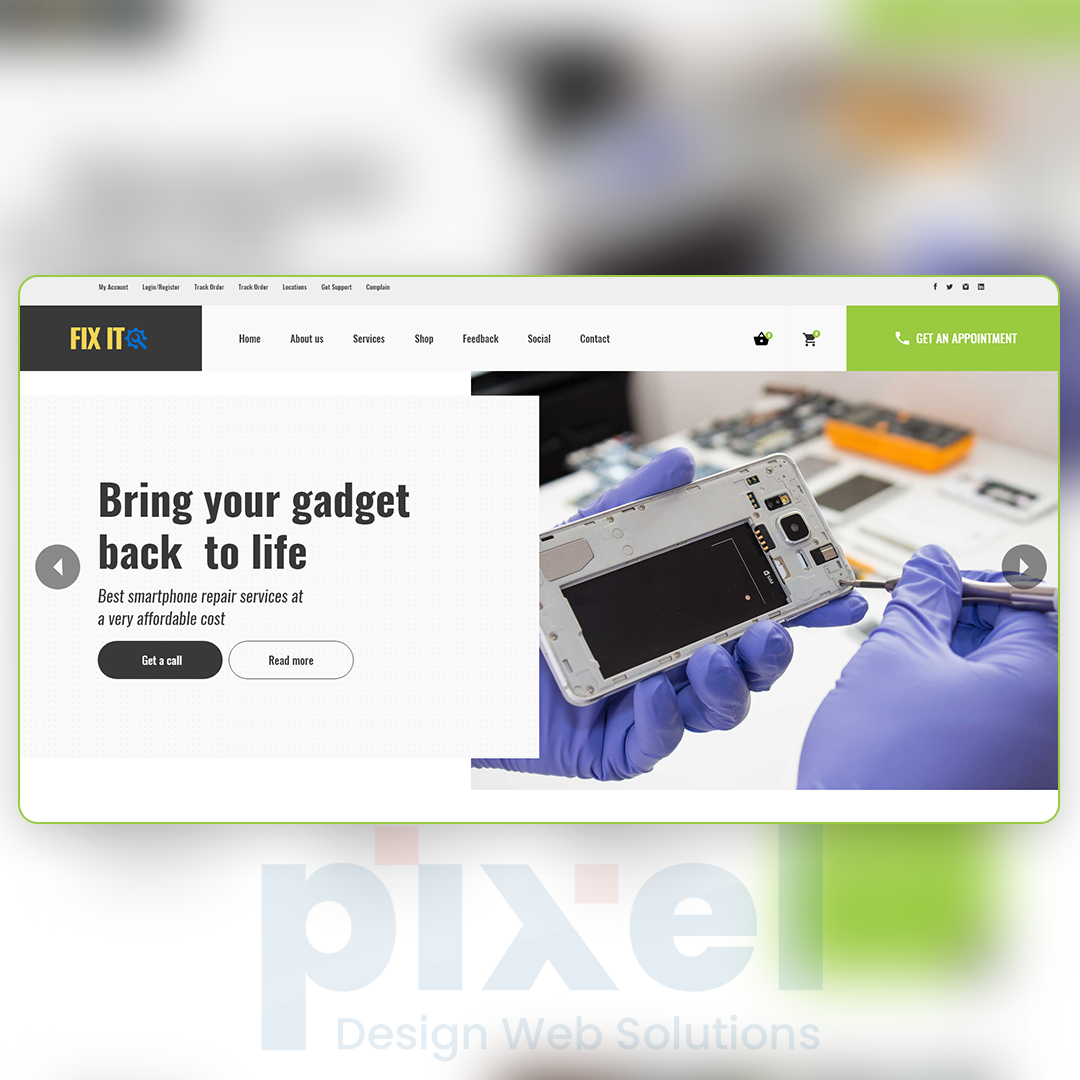 My Account Login/Register Track Order Track Order Locations Get Support Complain
FIX IT
Home About us Services Shop Feedback Social Contact
GET AN APPOINTMENT
Bring your gadget
back to life
Best smartphone repair services at
a very affordable cost
Get a call Read more
pixel
Design Web Solutions